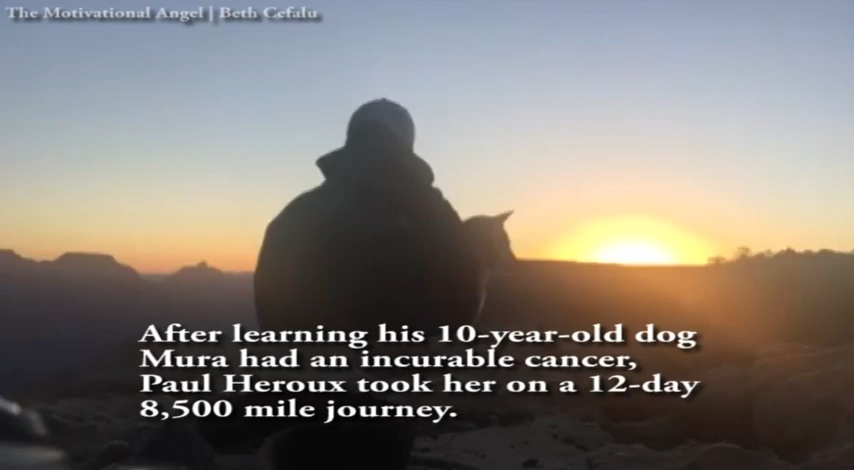 The Motivational Angel | Beth Cefalu
After learning his 10-year-old dog
Mura had an incurable cancer,
Paul Heroux took her on a 12-day
8,500 mile journey.